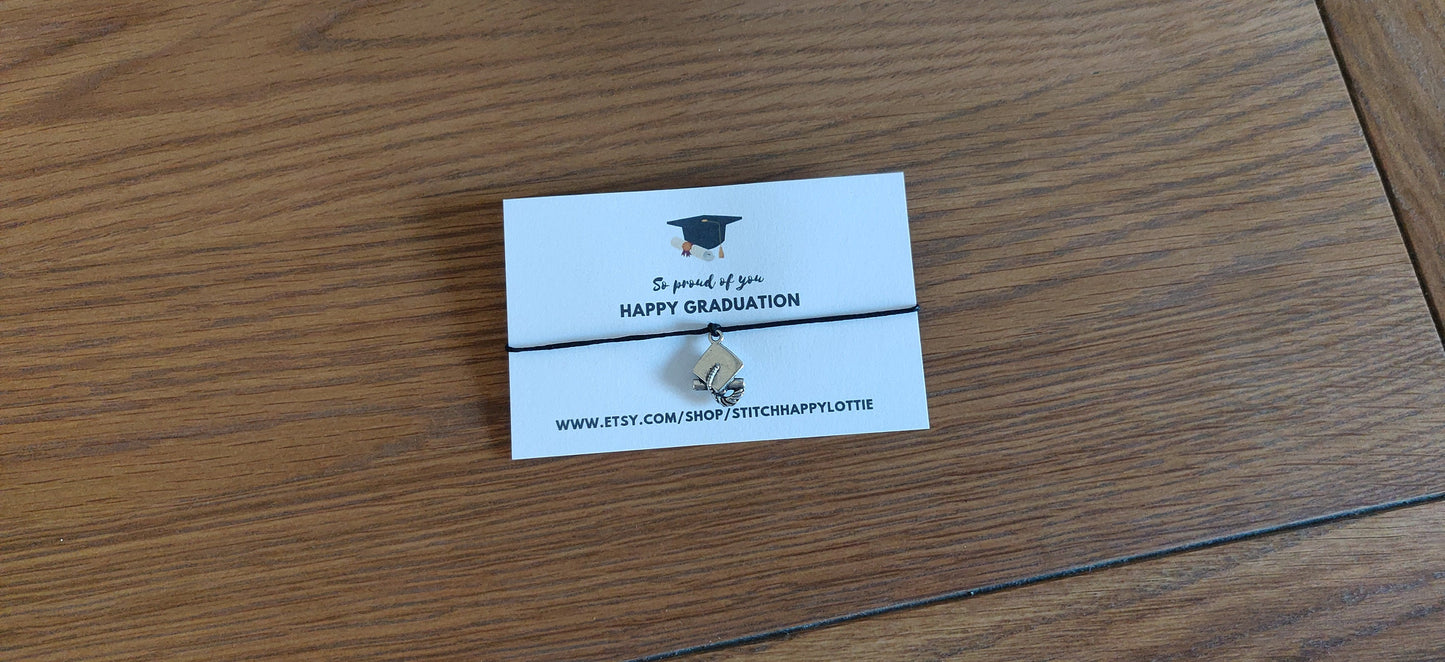 So proud of you
HAPPY GRADUATION
WWW.ETSY.COM/SHOP/STITCHHAPPYLOTTIE